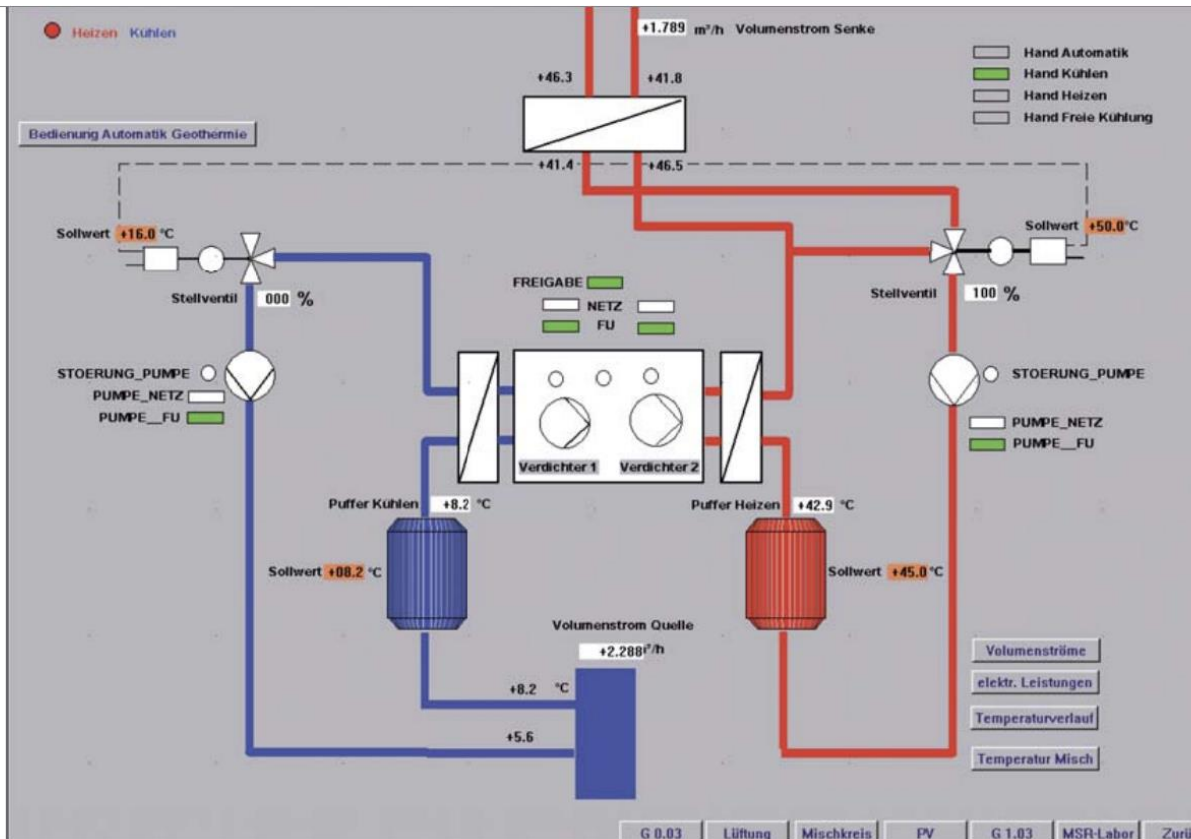 Heizen Kühlen
+1.789 m³/h Volumenstrom Senke
Hand Automatik
Hand Kühlen
Hand Heizen
Hand Freie Kühlung
+46.3
+41.8
Bedienung Automatik Geothermie
+41.4
+46.5
Sollwert +16.0 °C
Sollwert +50.0 °C
Stellventil 000 %
Stellventil 100 %
FREIGABE
NETZ
FU
STOERUNG_PUMPE
PUMPE_NETZ
PUMPE__FU
STOERUNG_PUMPE
PUMPE_NETZ
PUMPE__FU
Verdichter 1
Verdichter 2
Puffer Kühlen +8.2 °C
Puffer Heizen +42.9 °C
Sollwert +08.2 °C
Sollwert +45.0 °C
Volumenstrom Quelle
+2.288 ³/h
+8.2 °C
+5.6
Volumenströme
elektr. Leistungen
Temperaturverlauf
Temperatur Misch
G 0.03
Lüftung
Mischkreis
PV
G 1.03
MSR-Labor
Zurü